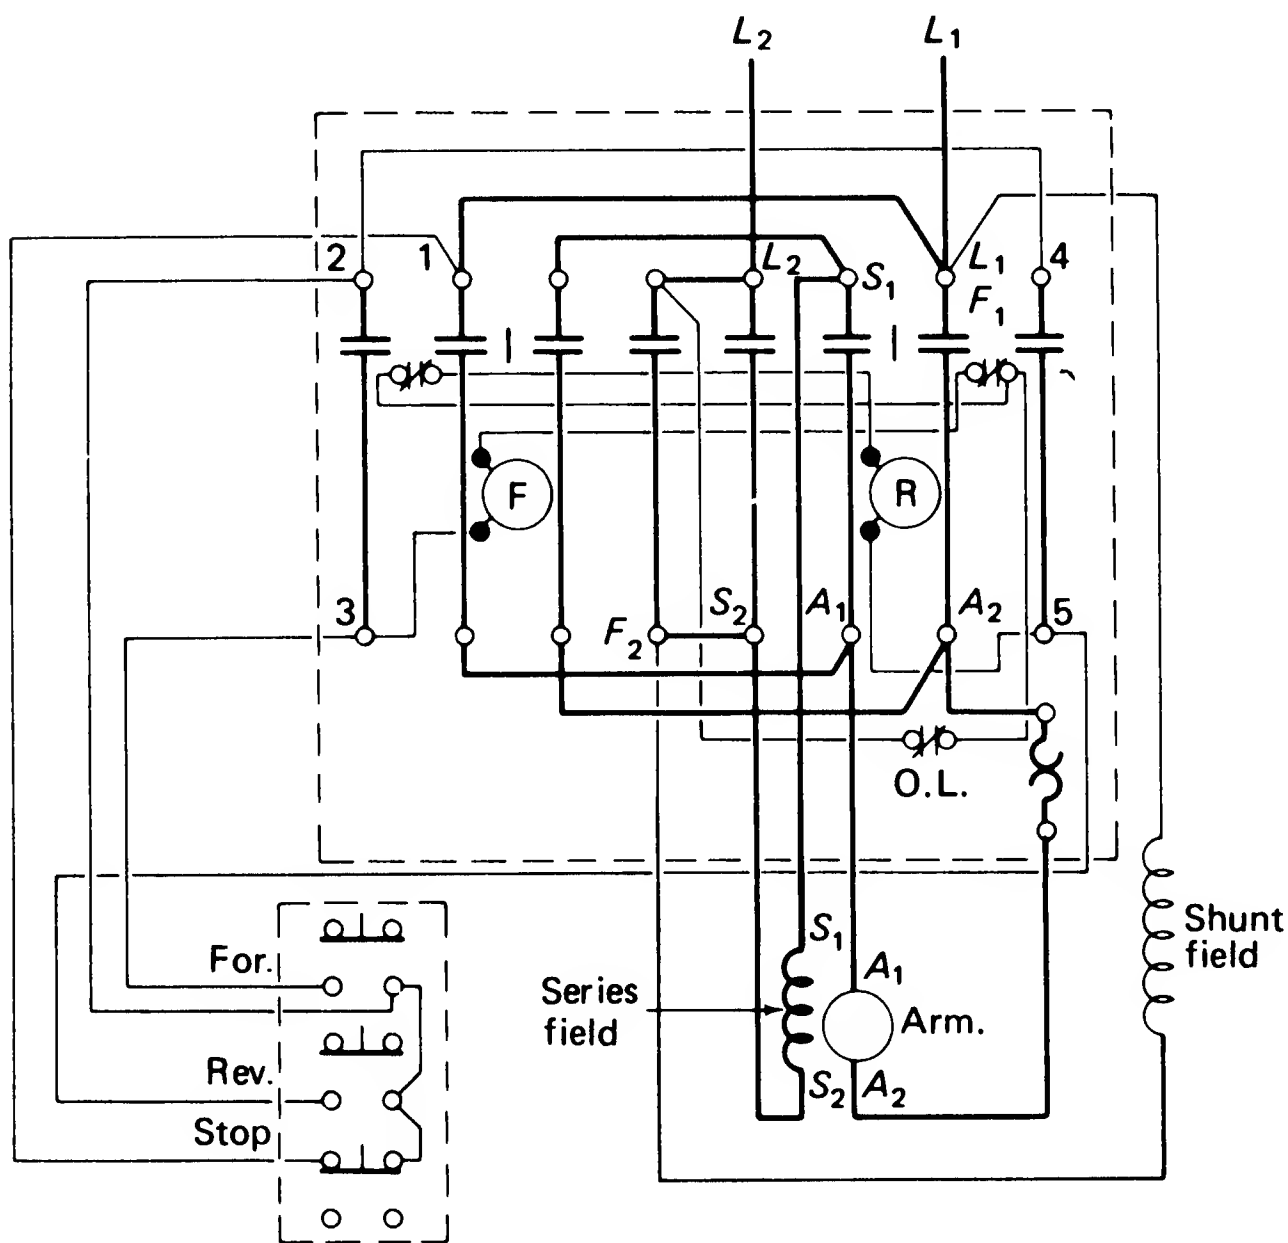 L2 L1
2 1 L2 S1 L1 4
F1
F R
3 F2 S2 A1 A2 5
O.L.
S1 A1
Series field
Arm.
Shunt field
S2 A2
For.
Rev.
Stop